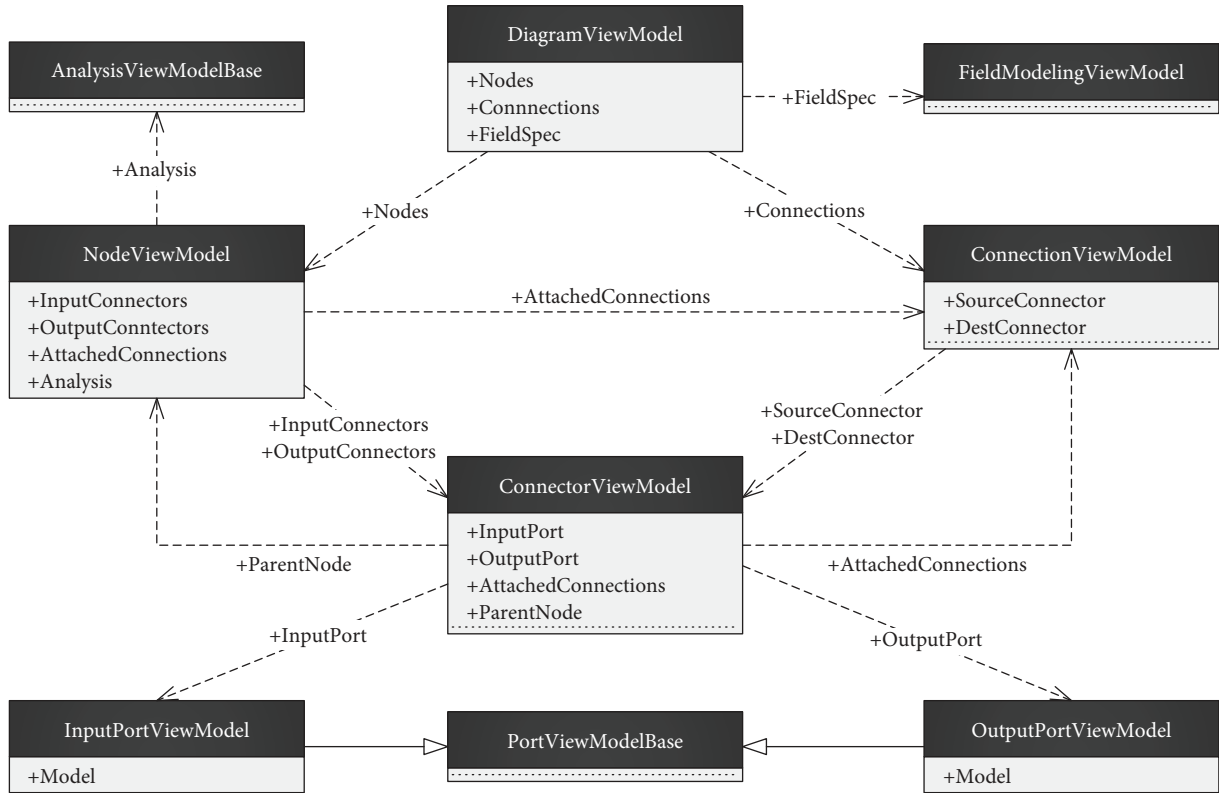 DiagramViewModel
+Nodes
+Connnections
+FieldSpec
AnalysisViewModelBase
FieldModelingViewModel
+FieldSpec
+Analysis
+Nodes
+Connections
NodeViewModel
+InputConnectors
+OutputConntectors
+AttachedConnections
+Analysis
+AttachedConnections
ConnectionViewModel
+SourceConnector
+DestConnector
+InputConnectors
+OutputConnectors
+SourceConnector
+DestConnector
ConnectorViewModel
+InputPort
+OutputPort
+AttachedConnections
+ParentNode
+ParentNode
+AttachedConnections
+InputPort
+OutputPort
InputPortViewModel
+Model
PortViewModelBase
OutputPortViewModel
+Model